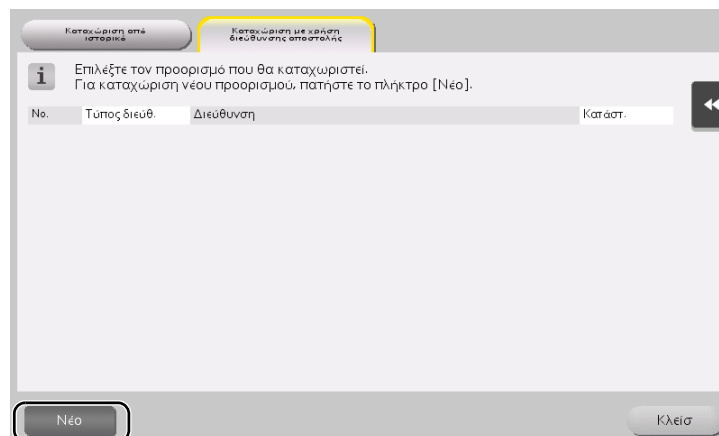 Καταχώριση από
ιστορικό
Καταχώριση με χρήση
διεύθυνσης αποστολής
i
Επιλέξτε τον προορισμό που θα καταχωριστεί.
Για καταχώριση νέου προορισμού, πατήστε το πλήκτρο [Νέο].
No. Τύπος διεύθ. Διεύθυνση Κατάστ.
Νέο Κλείσ